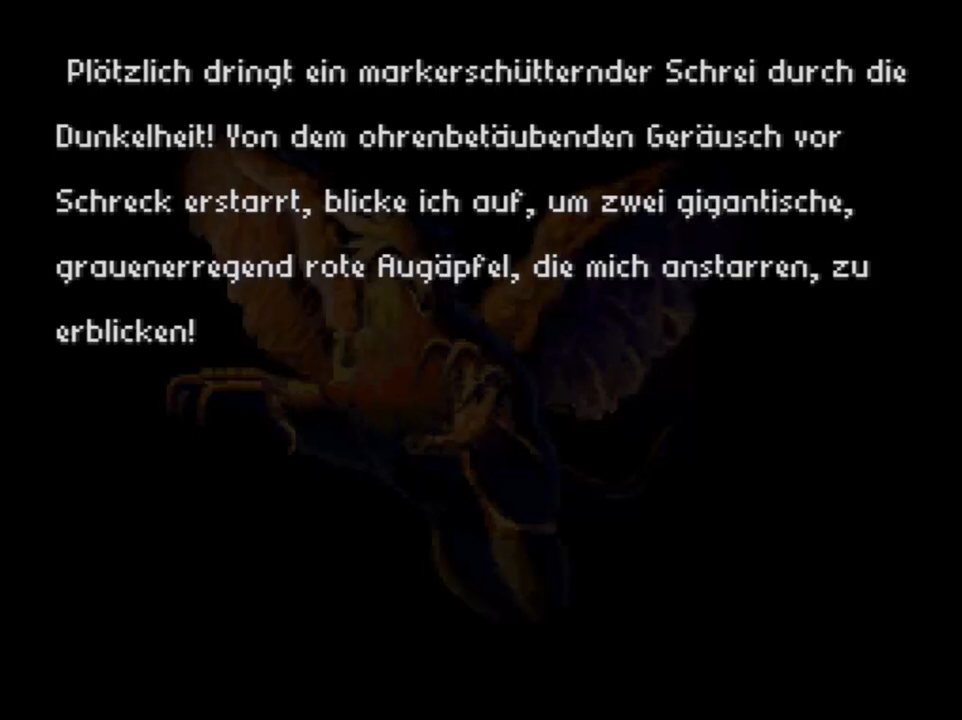 Plötzlich dringt ein markerschütternder Schrei durch die
Dunkelheit! Von dem ohrenbetäubenden Geräusch vor
Schreck erstarrt, blicke ich auf, um zwei gigantische,
grauenerregend rote Augäpfel, die mich anstarren, zu
erblicken!